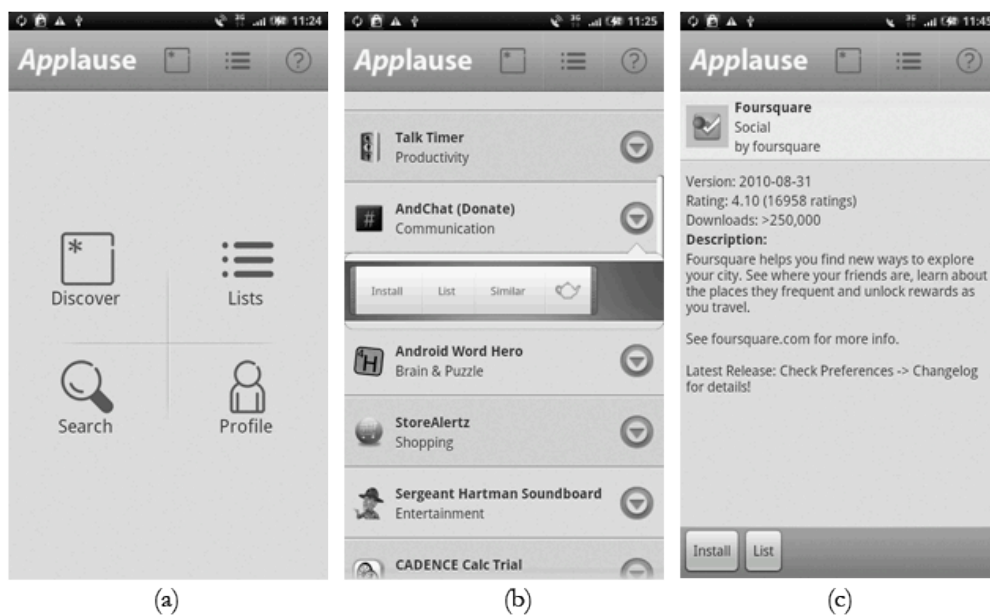 11:24
Applause
Discover
Lists
Search
Profile
(a)
11:25
Applause
Talk Timer
Productivity
AndChat (Donate)
Communication
Install List Similar
Android Word Hero
Brain & Puzzle
StoreAlertz
Shopping
Sergeant Hartman Soundboard
Entertainment
CADENCE Calc Trial
(b)
11:45
Applause
Foursquare
Social
by foursquare
Version: 2010-08-31
Rating: 4.10 (16958 ratings)
Downloads: >250,000
Description:
Foursquare helps you find new ways to explore
your city. See where your friends are, learn about
the places they frequent and unlock rewards as
you travel.
See foursquare.com for more info.
Latest Release: Check Preferences -> Changelog
for details!
Install List
(c)